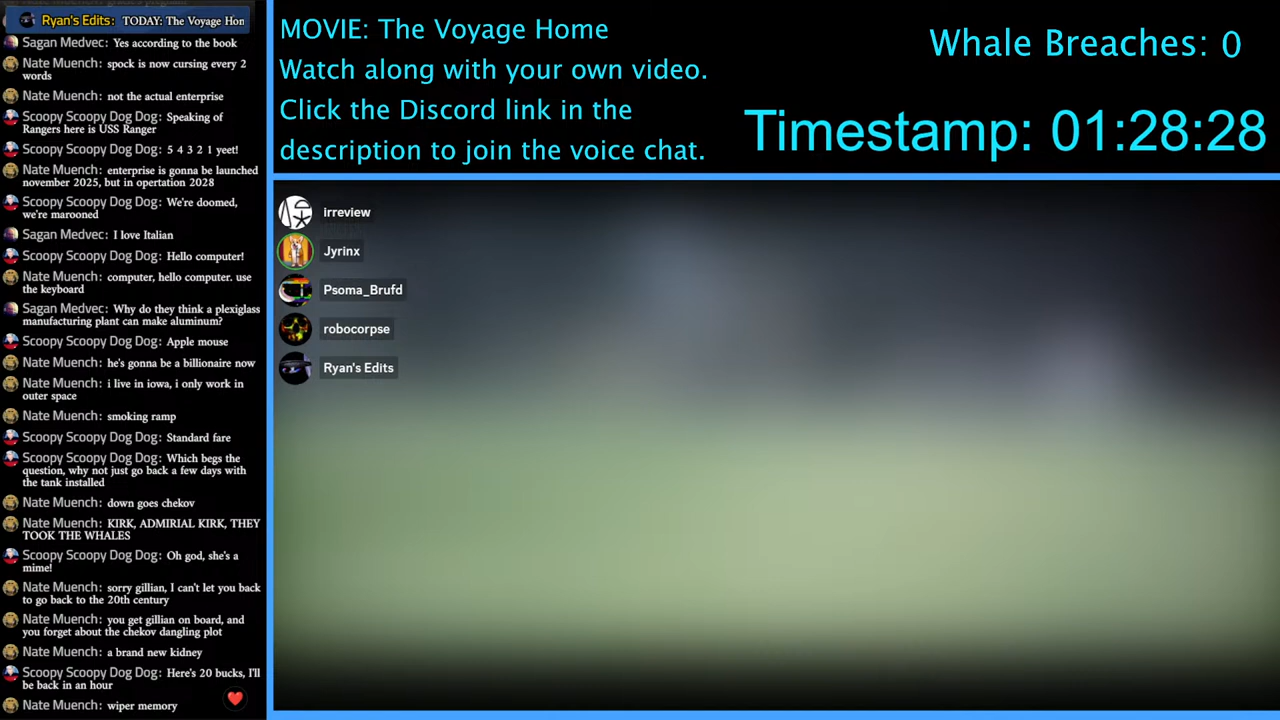 Ryan's Edits: TODAY: The Voyage Hon
Sagan Medvec: Yes according to the book
Nate Muench: spock is now cursing every 2
words
Nate Muench: not the actual enterprise
Scoopy Scoopy Dog Dog: Speaking of
Rangers here is USS Ranger
Scoopy Scoopy Dog Dog: 5 4 3 2 1 yeet!
Nate Muench: enterprise is gonna be launched
november 2025, but in opertation 2028
Scoopy Scoopy Dog Dog: We're doomed,
we're marooned
Sagan Medvec: I love Italian
Scoopy Scoopy Dog Dog: Hello computer!
Nate Muench: computer, hello computer. use
the keyboard
Sagan Medvec: Why do they think a plexiglass
manufacturing plant can make aluminum?
Scoopy Scoopy Dog Dog: Apple mouse
Nate Muench: he's gonna be a billionaire now
Nate Muench: i live in iowa, i only work in
outer space
Nate Muench: smoking ramp
Scoopy Scoopy Dog Dog: Standard fare
Scoopy Scoopy Dog Dog: Which begs the
question, why not just go back a few days with
the tank installed
Nate Muench: down goes chekov
Nate Muench: KIRK, ADMIRIAL KIRK, THEY
TOOK THE WHALES
Scoopy Scoopy Dog Dog: Oh god, she's a
mime!
Nate Muench: sorry gillian, I can't let you back
to go back to the 20th century
Nate Muench: you get gillian on board, and
you forget about the chekov dangling plot
Nate Muench: a brand new kidney
Scoopy Scoopy Dog Dog: Here's 20 bucks, I'll
be back in an hour
Nate Muench: wiper memory
MOVIE: The Voyage Home
Watch along with your own video.
Click the Discord link in the
description to join the voice chat.
Whale Breaches: 0
Timestamp: 01:28:28
irreview
Jyrinx
Psoma_Brufd
robocorpse
Ryan's Edits